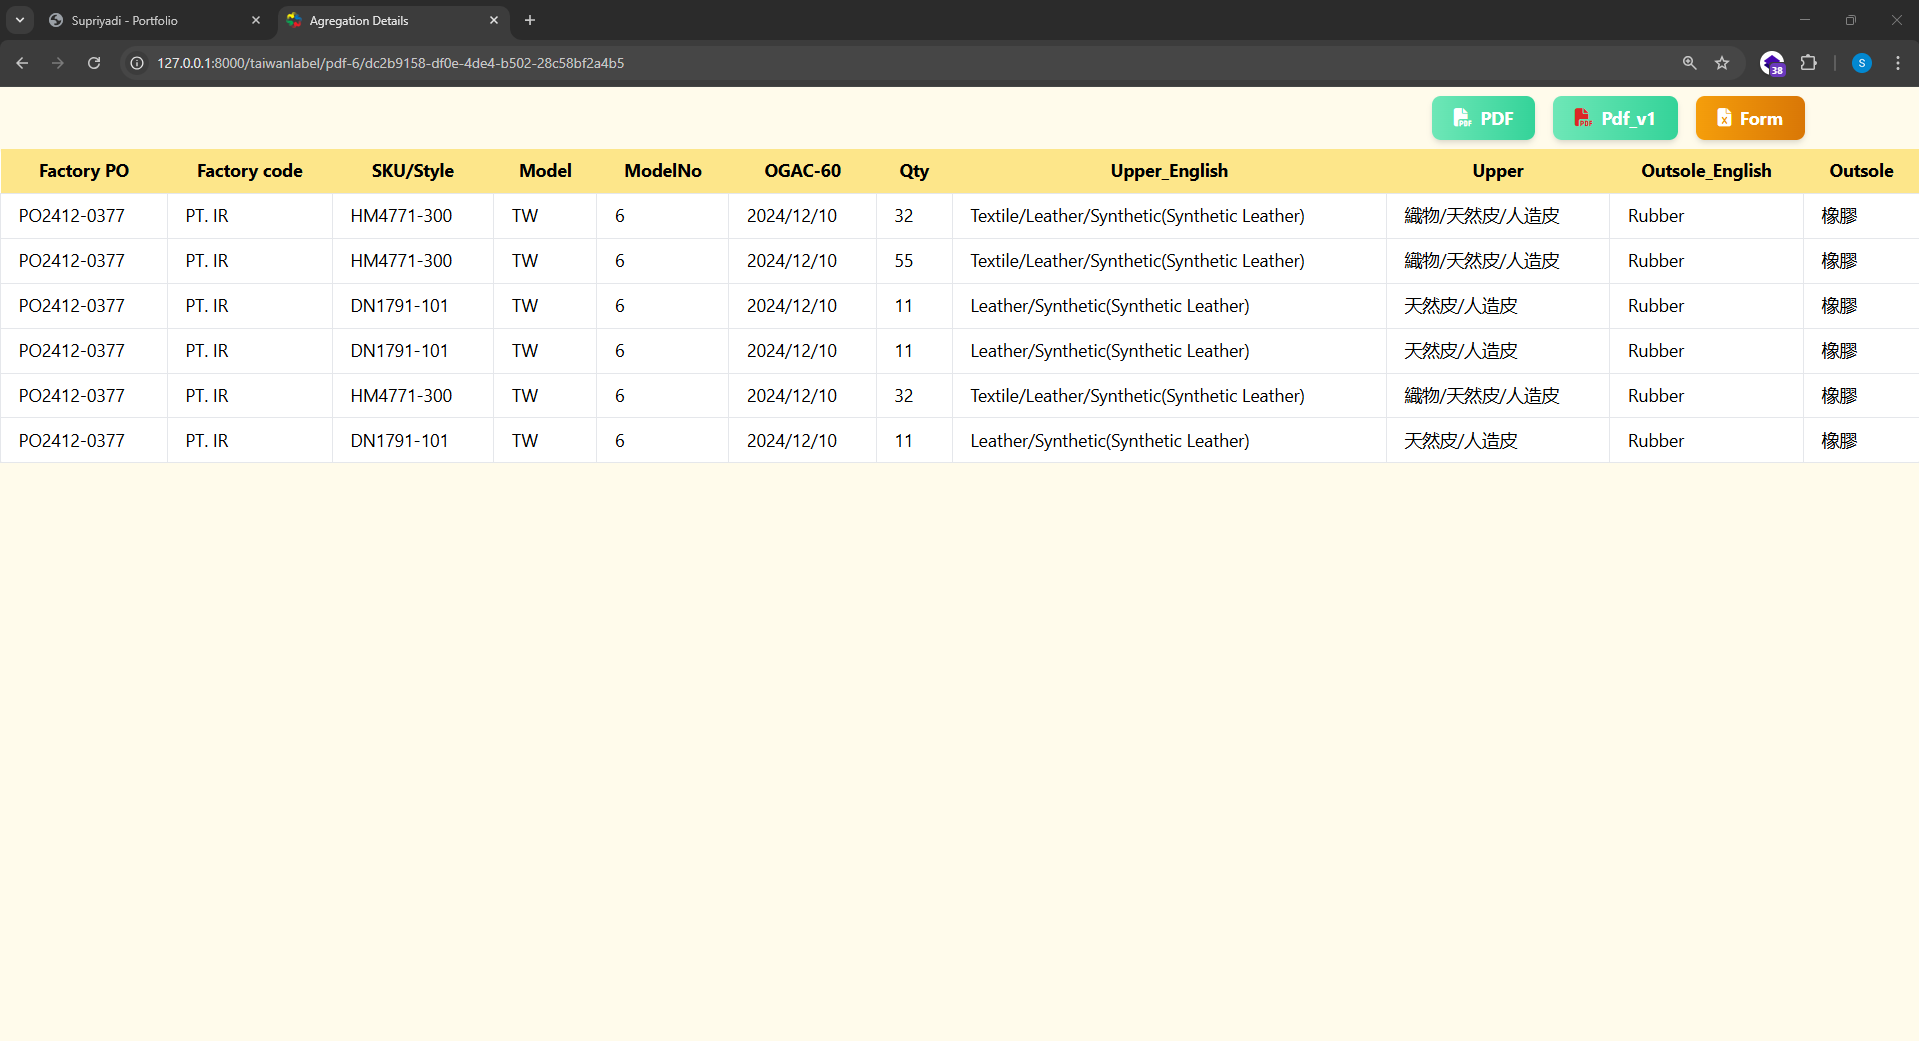 Supriyadi - Portfolio
Agregation Details
127.0.0.1:8000/taiwanlabel/pdf-6/dc2b9158-df0e-4de4-b502-28c58bf2a4b5
38
S
PDF Pdf_v1 Form
Factory PO Factory code SKU/Style Model ModelNo OGAC-60 Qty Upper_English Upper Outsole_English Outsole
PO2412-0377 PT. IR HM4771-300 TW 6 2024/12/10 32 Textile/Leather/Synthetic(Synthetic Leather) 織物/天然皮/人造皮 Rubber 橡膠
PO2412-0377 PT. IR HM4771-300 TW 6 2024/12/10 55 Textile/Leather/Synthetic(Synthetic Leather) 織物/天然皮/人造皮 Rubber 橡膠
PO2412-0377 PT. IR DN1791-101 TW 6 2024/12/10 11 Leather/Synthetic(Synthetic Leather) 天然皮/人造皮 Rubber 橡膠
PO2412-0377 PT. IR DN1791-101 TW 6 2024/12/10 11 Leather/Synthetic(Synthetic Leather) 天然皮/人造皮 Rubber 橡膠
PO2412-0377 PT. IR HM4771-300 TW 6 2024/12/10 32 Textile/Leather/Synthetic(Synthetic Leather) 織物/天然皮/人造皮 Rubber 橡膠
PO2412-0377 PT. IR DN1791-101 TW 6 2024/12/10 11 Leather/Synthetic(Synthetic Leather) 天然皮/人造皮 Rubber 橡膠